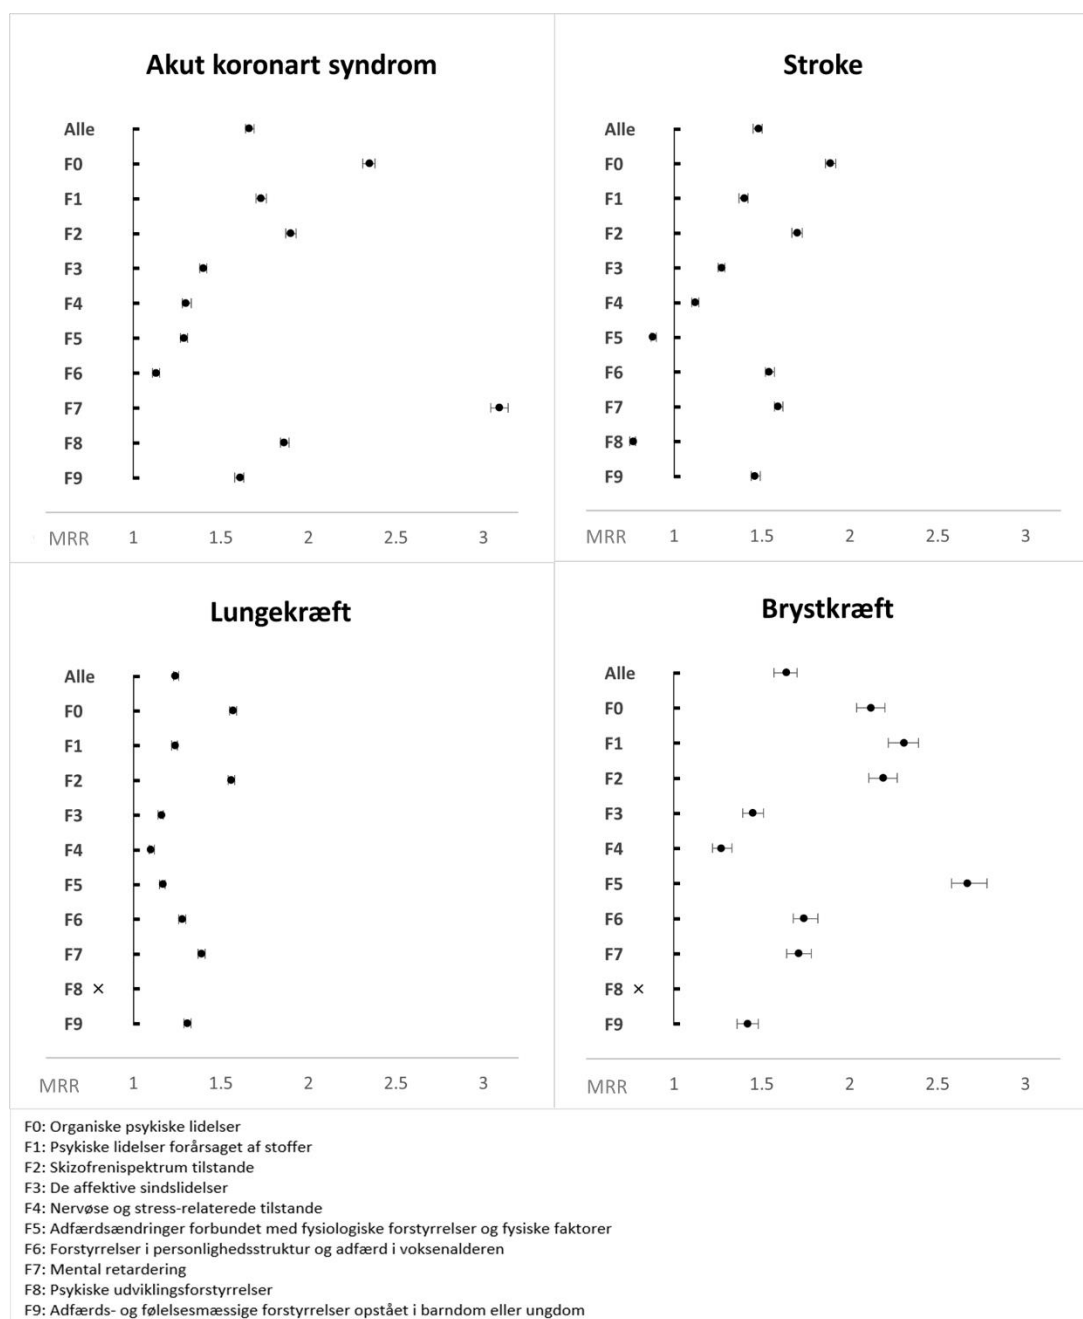 Akut koronart syndrom
Alle
F0
F1
F2
F3
F4
F5
F6
F7
F8
F9
MRR 1 1.5 2 2.5 3
Stroke
Alle
F0
F1
F2
F3
F4
F5
F6
F7
F8
F9
MRR 1 1.5 2 2.5 3
Lungekræft
Alle
F0
F1
F2
F3
F4
F5
F6
F7
F8
F9
MRR 1 1.5 2 2.5 3
Brystkræft
Alle
F0
F1
F2
F3
F4
F5
F6
F7
F8
F9
MRR 1 1.5 2 2.5 3
F0: Organiske psykiske lidelser
F1: Psykiske lidelser forårsaget af stoffer
F2: Skizofrenispektrum tilstande
F3: De affektive sindslidelser
F4: Nervøse og stress-relaterede tilstande
F5: Adfærdsændringer forbundet med fysiologiske forstyrrelser og fysiske faktorer
F6: Forstyrrelser i personlighedsstruktur og adfærd i voksenalderen
F7: Mental retardering
F8: Psykiske udviklingsforstyrrelser
F9: Adfærds- og følelsesmæssige forstyrrelser opstået i barndom eller ungdom